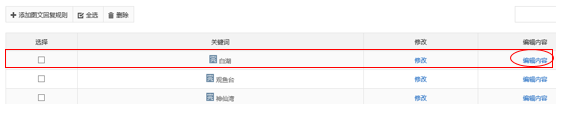 添加图文回复规则 全选 删除
选择 关键词 修改 编辑内容
白湖 修改 编辑内容
观鱼台 修改 编辑内容
神仙湾 修改 编辑内容